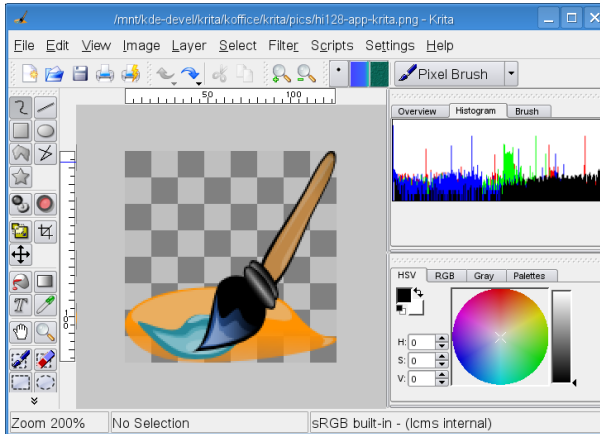 /mnt/kde-devel/krita/koffice/krita/pics/hi128-app-krita.png - Krita
File Edit View Image Layer Select Filter Scripts Settings Help
Pixel Brush
50 100
Overview Histogram Brush
HSV RGB Gray Palettes
H: 0
S: 0
V: 0
100
T
Zoom 200% No Selection sRGB built-in - (lcms internal)